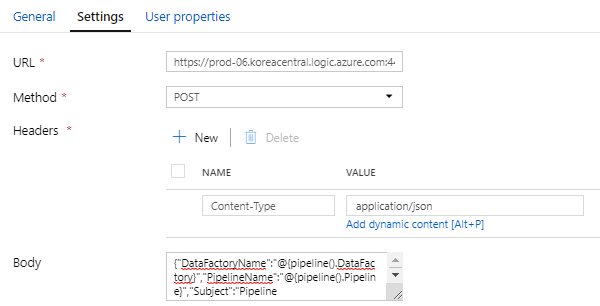 General Settings User properties
URL * https://prod-06.koreacentral.logic.azure.com:4
Method * POST
Headers *
New Delete
NAME VALUE
Content-Type application/json
Add dynamic content [Alt+P]
Body
{"DataFactoryName":"@{pipeline().DataFac
tory}","PipelineName":"@{pipeline().Pipelin
e}","Subject":"Pipeline